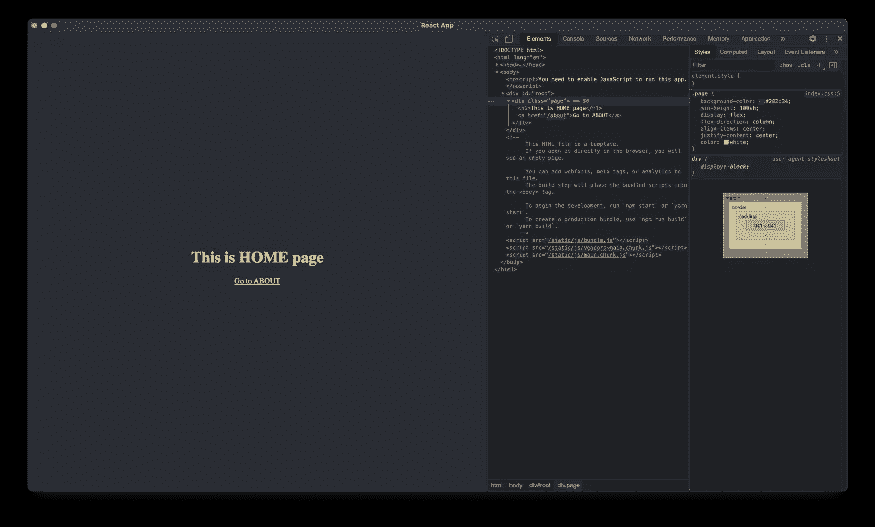 React App
This is HOME page
Go to ABOUT
Elements Console Sources Network Performance Memory Application »
<!DOCTYPE html>
<html lang="en">
<head>…</head>
<body>
<noscript>You need to enable JavaScript to run this app.
</noscript>
<div id="root">
<div class="page"> == $0
<h1>This is HOME page</h1>
<a href="/about">Go to ABOUT</a>
</div>
</div>
<!--
This HTML file is a template.
If you open it directly in the browser, you will
see an empty page.
You can add webfonts, meta tags, or analytics to
this file.
The build step will place the bundled scripts into
the <body> tag.
To begin the development, run `npm start` or `yarn
start`.
To create a production bundle, use `npm run build`
or `yarn build`.
-->
<script src="/static/js/bundle.js"></script>
<script src="/static/js/vendors~main.chunk.js"></script>
<script src="/static/js/main.chunk.js"></script>
</body>
</html>
html body div#root div.page
Styles Computed Layout Event Listeners »
Filter :hov .cls +
element.style {
}
.page { index.css:5
background-color: #282c34;
min-height: 100vh;
display: flex;
flex-direction: column;
align-items: center;
justify-content: center;
color: white;
}
div { user agent stylesheet
display: block;
}
border
padding